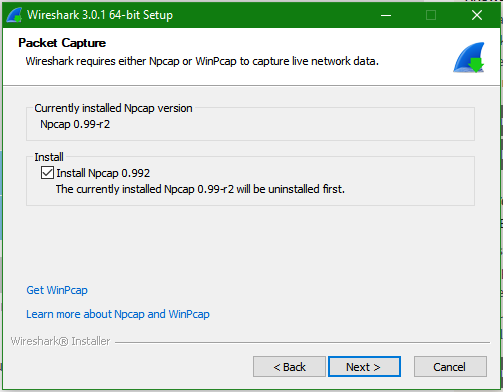 Wireshark 3.0.1 64-bit Setup
Packet Capture
Wireshark requires either Npcap or WinPcap to capture live network data.
Currently installed Npcap version
Npcap 0.99-r2
Install
Install Npcap 0.992
The currently installed Npcap 0.99-r2 will be uninstalled first.
Get WinPcap
Learn more about Npcap and WinPcap
Wireshark® Installer
< Back
Next >
Cancel